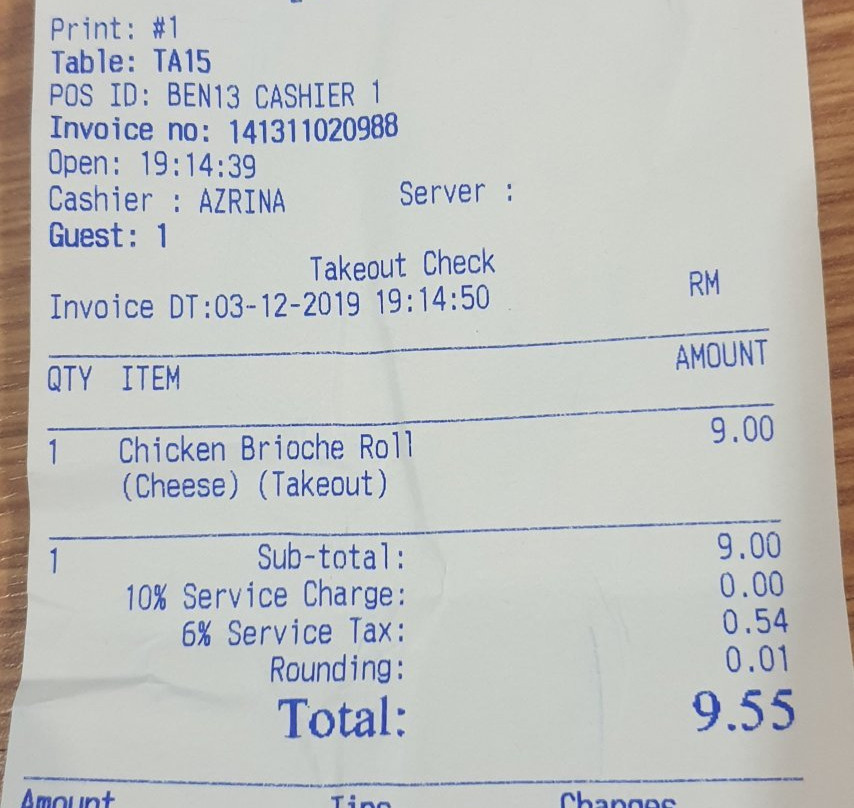 Print: #1
Table: TA15
POS ID: BEN13 CASHIER 1
Invoice no: 141311020988
Open: 19:14:39
Cashier : AZRINA Server :
Guest: 1
Takeout Check
Invoice DT:03-12-2019 19:14:50 RM
QTY ITEM AMOUNT
1 Chicken Brioche Roll 9.00
(Cheese) (Takeout)
1 Sub-total: 9.00
10% Service Charge: 0.00
6% Service Tax: 0.54
Rounding: 0.01
Total: 9.55
Amount Tips Changes